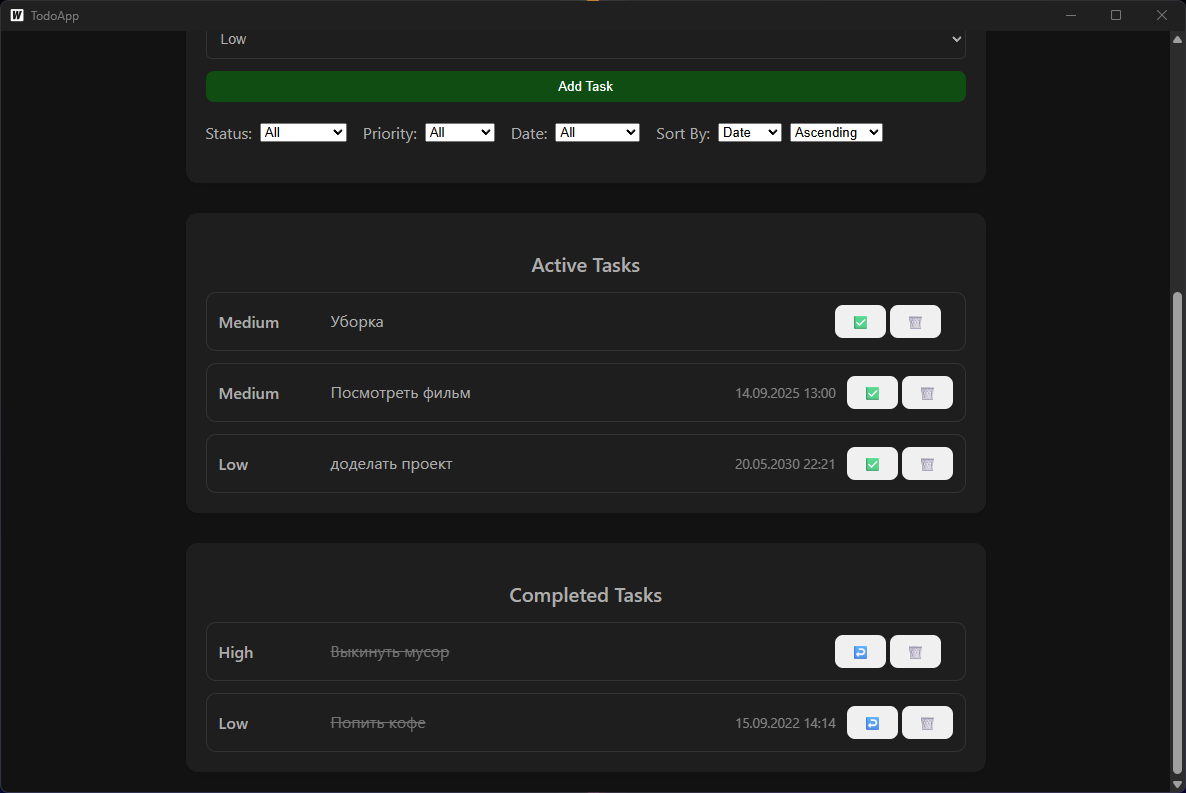 TodoApp
Low
Add Task
Status: All Priority: All Date: All Sort By: Date Ascending
Active Tasks
Medium Уборка
Medium Посмотреть фильм 14.09.2025 13:00
Low доделать проект 20.05.2030 22:21
Completed Tasks
High Выкинуть мусор
Low Попить кофе 15.09.2022 14:14